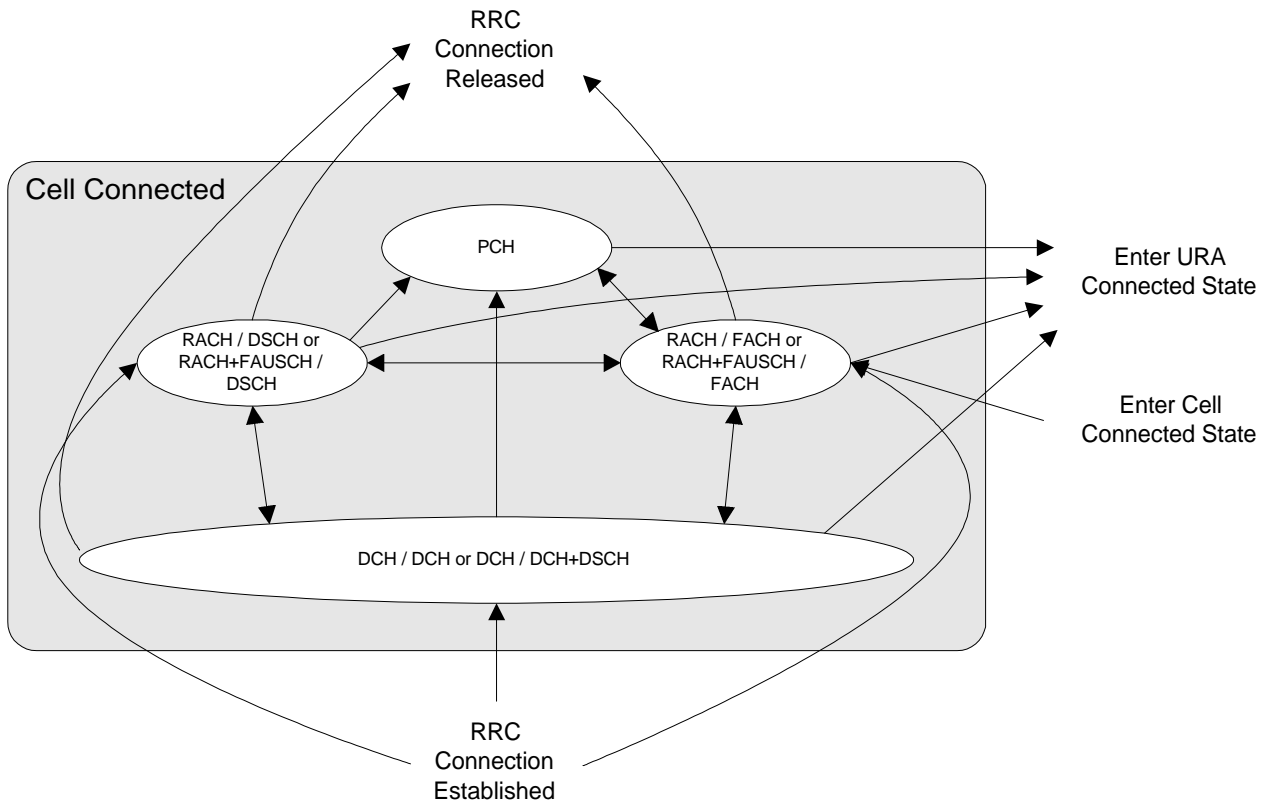 RRC
Connection
Released
Cell Connected
PCH
Enter URA
Connected State
RACH / DSCH or
RACH+FAUSCH /
DSCH
RACH / FACH or
RACH+FAUSCH /
FACH
Enter Cell
Connected State
DCH / DCH or DCH / DCH+DSCH
RRC
Connection
Established